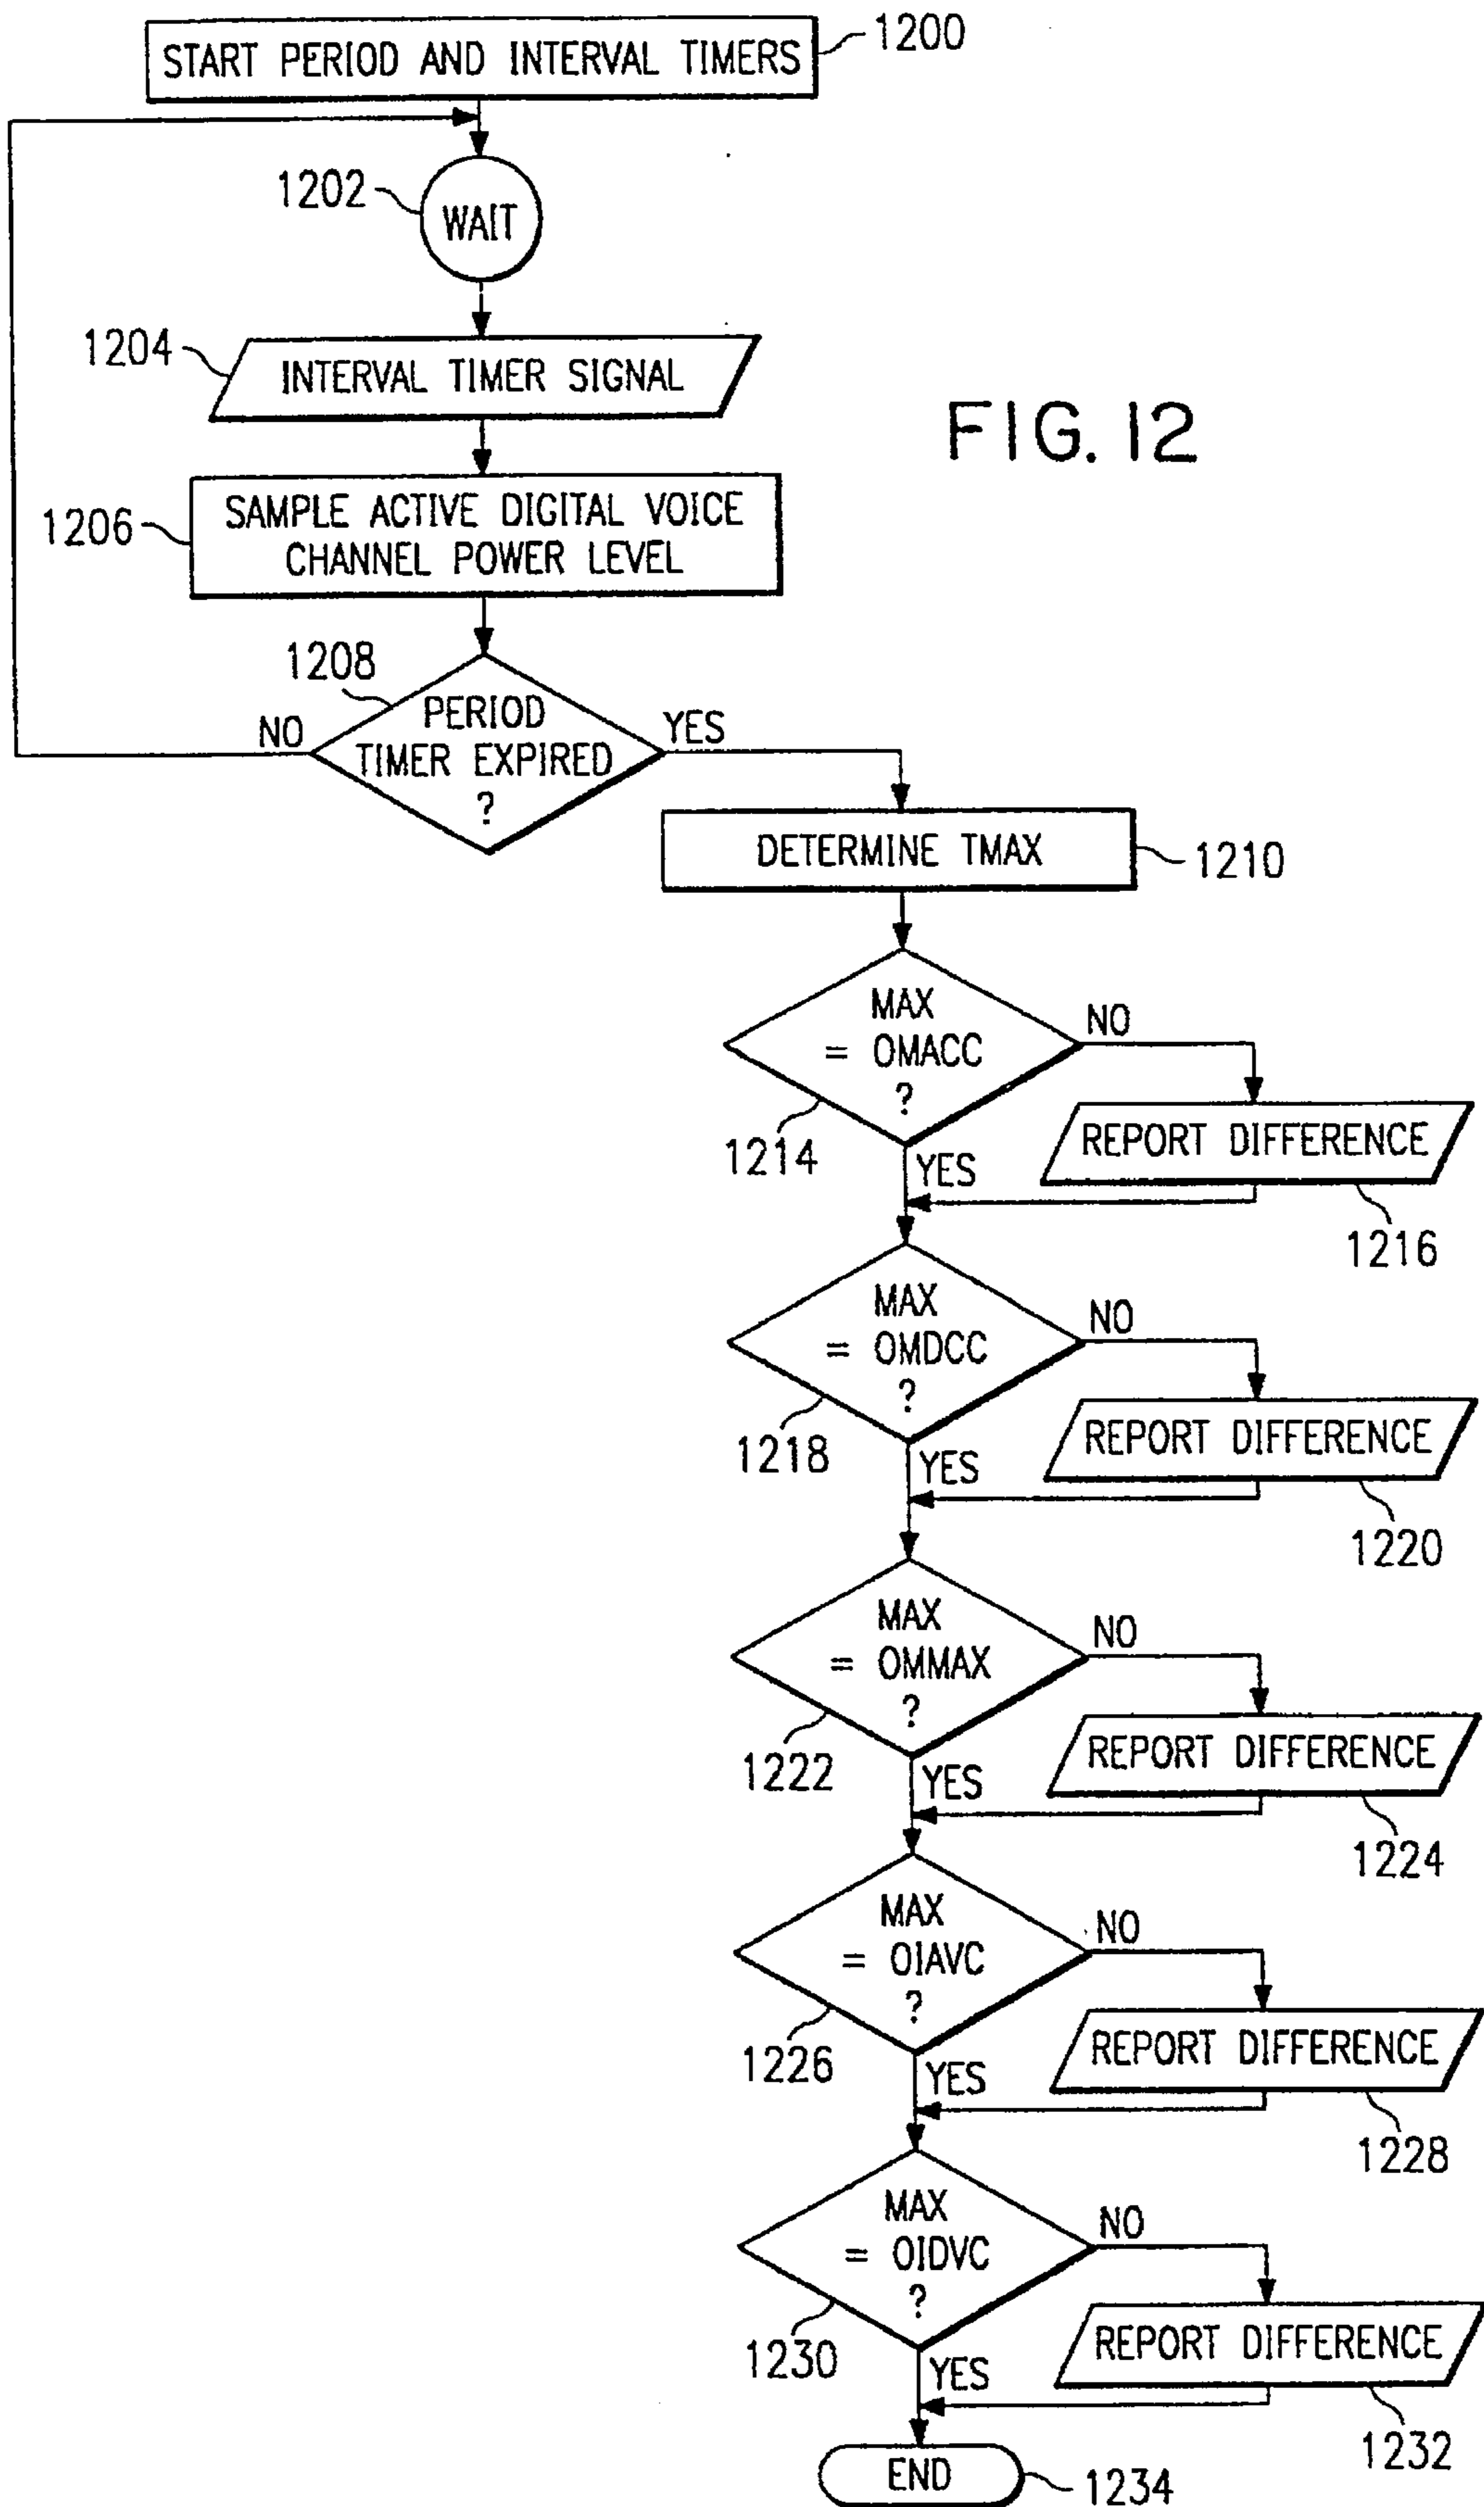 START PERIOD AND INTERVAL TIMERS
1200
1202
WAIT
1204
INTERVAL TIMER SIGNAL
FIG. 12
1206
SAMPLE ACTIVE DIGITAL VOICE
CHANNEL POWER LEVEL
1208
PERIOD
TIMER EXPIRED
?
NO
YES
DETERMINE TMAX
1210
MAX
= OMACC
?
NO
1214
YES
REPORT DIFFERENCE
1216
MAX
= OMDCC
?
NO
1218
YES
REPORT DIFFERENCE
1220
MAX
= OMMAX
?
NO
1222
YES
REPORT DIFFERENCE
1224
MAX
= OIAVC
?
NO
1226
YES
REPORT DIFFERENCE
1228
MAX
= OIDVC
?
NO
1230
YES
REPORT DIFFERENCE
1232
END
1234